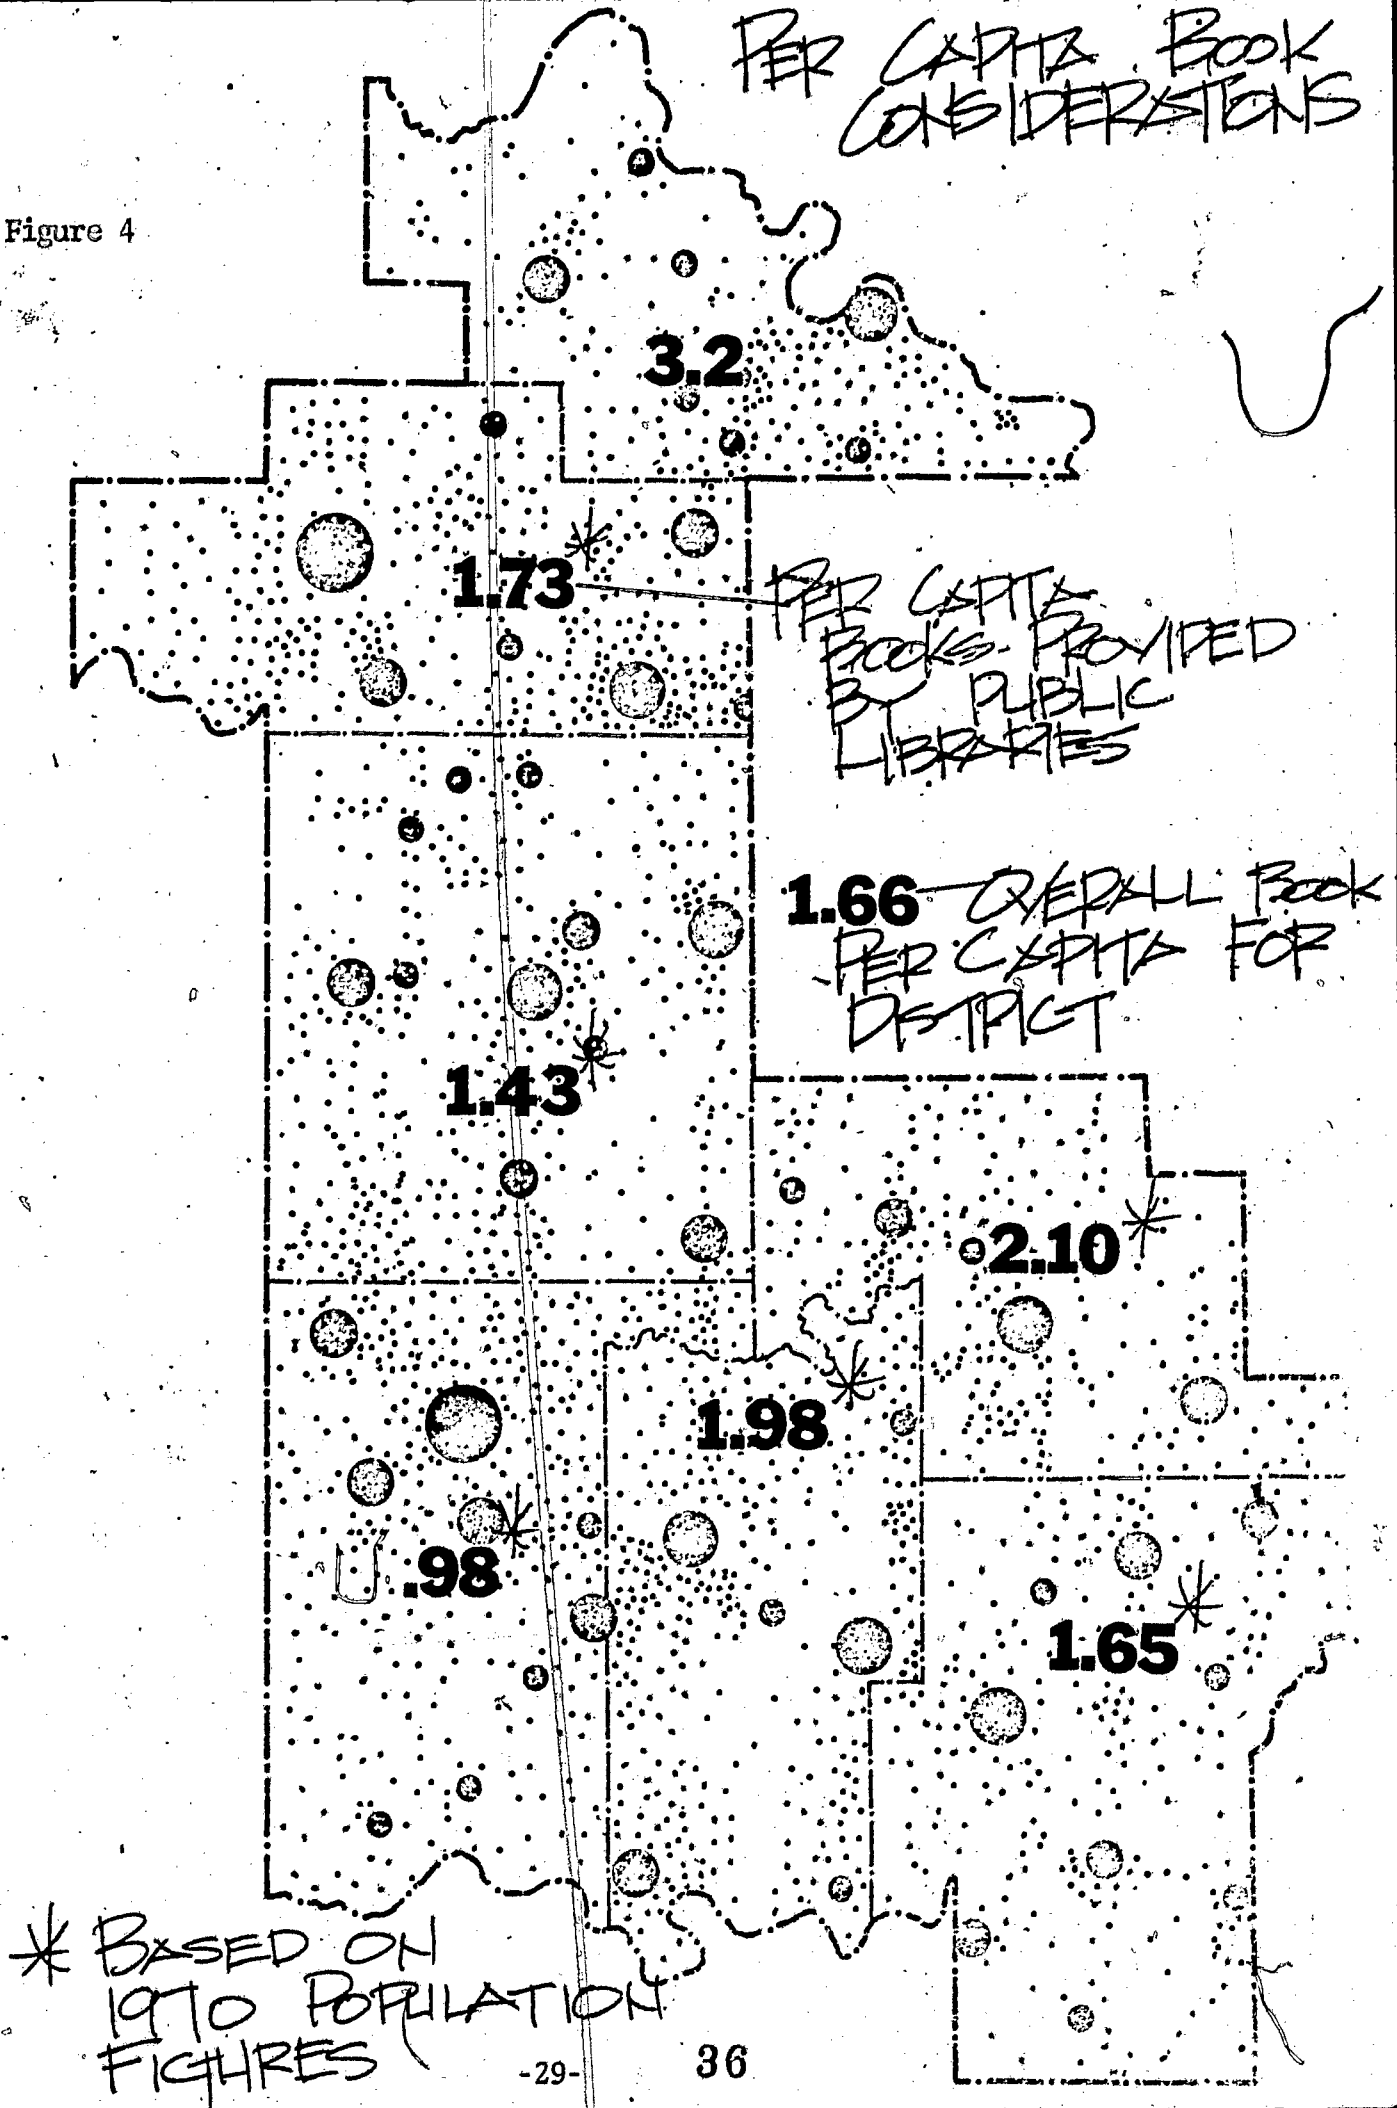 PER CAPITA BOOK
CONSIDERATIONS
Figure 4
3.2
1.73
PER CAPITA
BOOKS PROVIDED
BY PUBLIC
LIBRARIES
1.66 OVERALL BOOK
PER CAPITA FOR
DISTRICT
1.43
2.10
1.98
.98
1.65
* BASED ON
1970 POPULATION
FIGURES
-29-
36